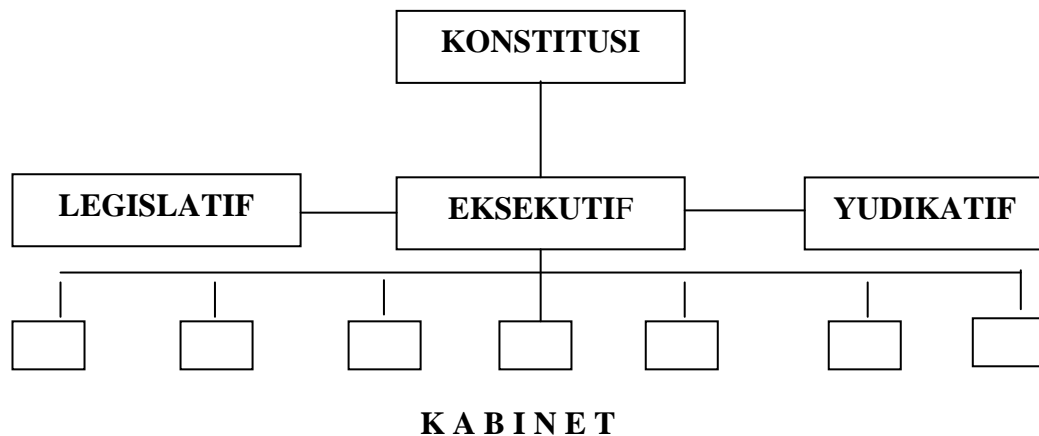 KONSTITUSI
LEGISLATIF EKSEKUTIF YUDIKATIF
K A B I N E T